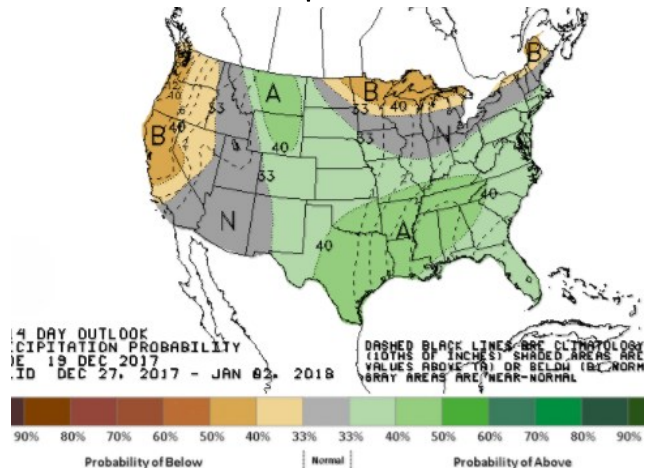 A
B
B
B
40
33
33
40
40
N
33
40
N
A
40
40
4 DAY OUTLOOK
CIPITATION PROBABILITY
E 19 DEC 2017
ID DEC 27, 2017 - JAN 02, 2018
DASHED BLACK LINES ARE CLIMATOLOGY
(10THS OF INCHES) SHADED AREAS ARE
VALUES ABOVE (A) OR BELOW (B) NORM
GRAY AREAS ARE NEAR-NORMAL
90% 80% 70% 60% 50% 40% 33% 33% 40% 50% 60% 70% 80% 90%
Probability of Below Normal Probability of Above